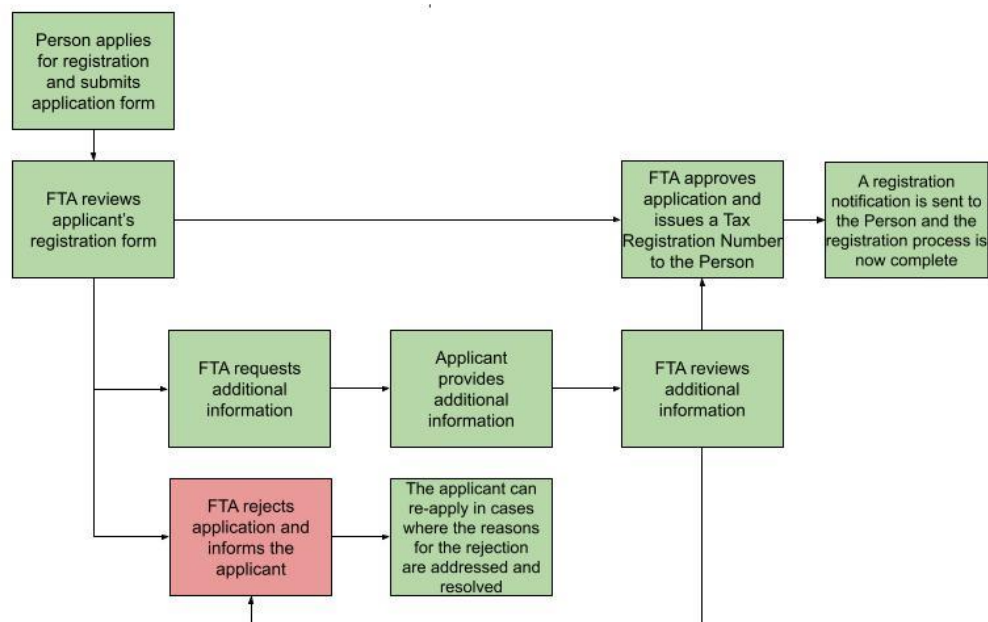 Person applies
for registration
and submits
application form
FTA reviews
applicant's
registration form
FTA approves
application and
issues a Tax
Registration Number
to the Person
A registration
notification is sent to
the Person and the
registration process is
now complete
FTA requests
additional
information
Applicant
provides
additional
information
FTA reviews
additional
information
FTA rejects
application and
informs the
applicant
The applicant can
re-apply in cases
where the reasons
for the rejection
are addressed and
resolved